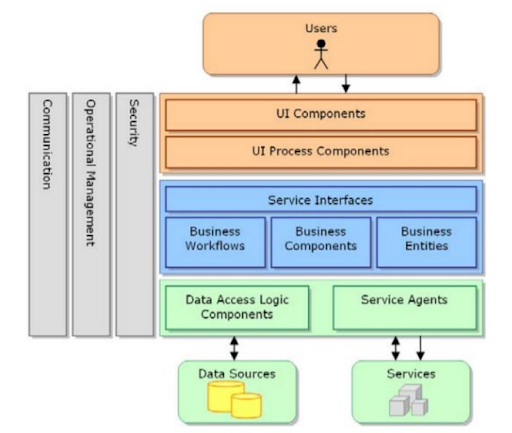 Users
Communication
Operational Management
Security
UI Components
UI Process Components
Service Interfaces
Business
Workflows
Business
Components
Business
Entities
Data Access Logic
Components
Service Agents
Data Sources
Services